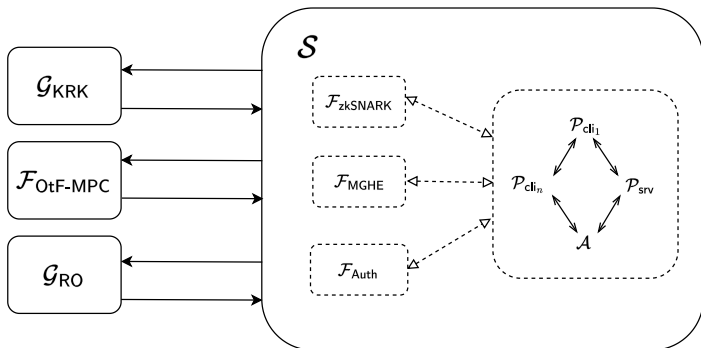 𝒮
𝒢KRK
ℱOtF-MPC
𝒢RO
ℱzkSNARK
ℱMGHE
ℱAuth
𝒫cli₁
𝒫cliₙ
𝒫srv
𝒜